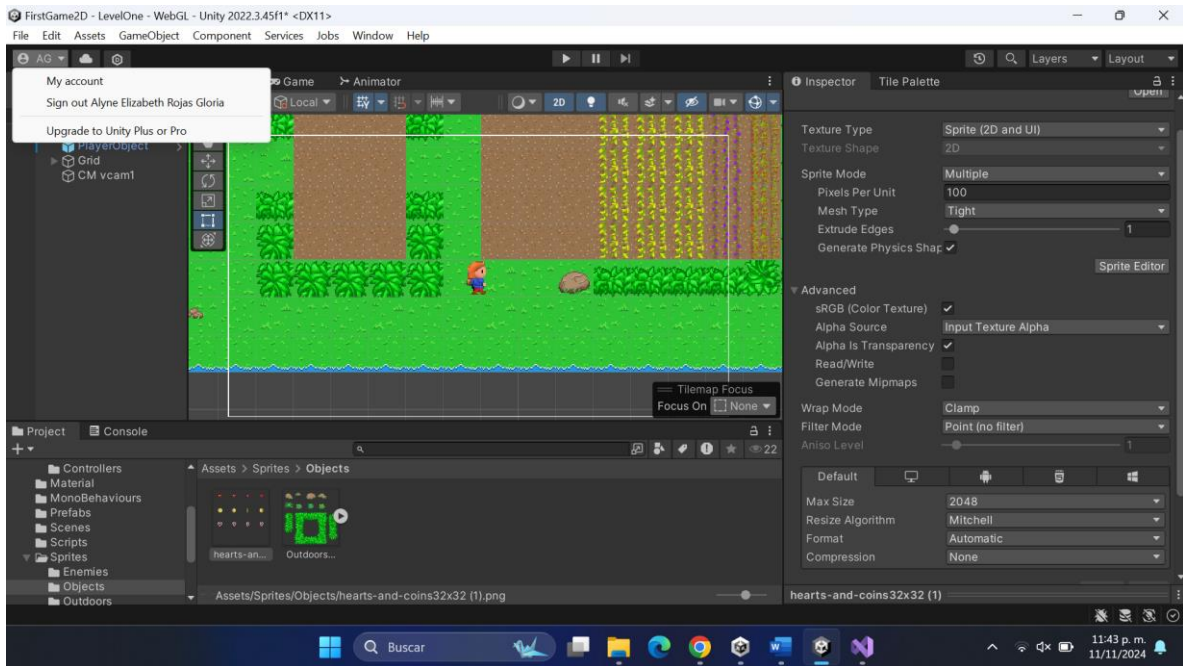 FirstGame2D - LevelOne - WebGL - Unity 2022.3.45f1* <DX11>
File Edit Assets GameObject Component Services Jobs Window Help
AG
Layers Layout
My account
Sign out Alyne Elizabeth Rojas Gloria
Upgrade to Unity Plus or Pro
Game Animator
Local
2D
PlayerObject
Grid
CM vcam1
Tilemap Focus
Focus On None
Inspector Tile Palette
Open
Texture Type Sprite (2D and UI)
Texture Shape 2D
Sprite Mode Multiple
Pixels Per Unit 100
Mesh Type Tight
Extrude Edges 1
Generate Physics Shap
Sprite Editor
Advanced
sRGB (Color Texture)
Alpha Source Input Texture Alpha
Alpha Is Transparency
Read/Write
Generate Mipmaps
Wrap Mode Clamp
Filter Mode Point (no filter)
Aniso Level 1
Default
Max Size 2048
Resize Algorithm Mitchell
Format Automatic
Compression None
hearts-and-coins32x32 (1)
Project Console
22
Controllers
Material
MonoBehaviours
Prefabs
Scenes
Scripts
Sprites
Enemies
Objects
Outdoors
Assets > Sprites > Objects
hearts-an... Outdoors...
Assets/Sprites/Objects/hearts-and-coins32x32 (1).png
Buscar
11:43 p. m.
11/11/2024